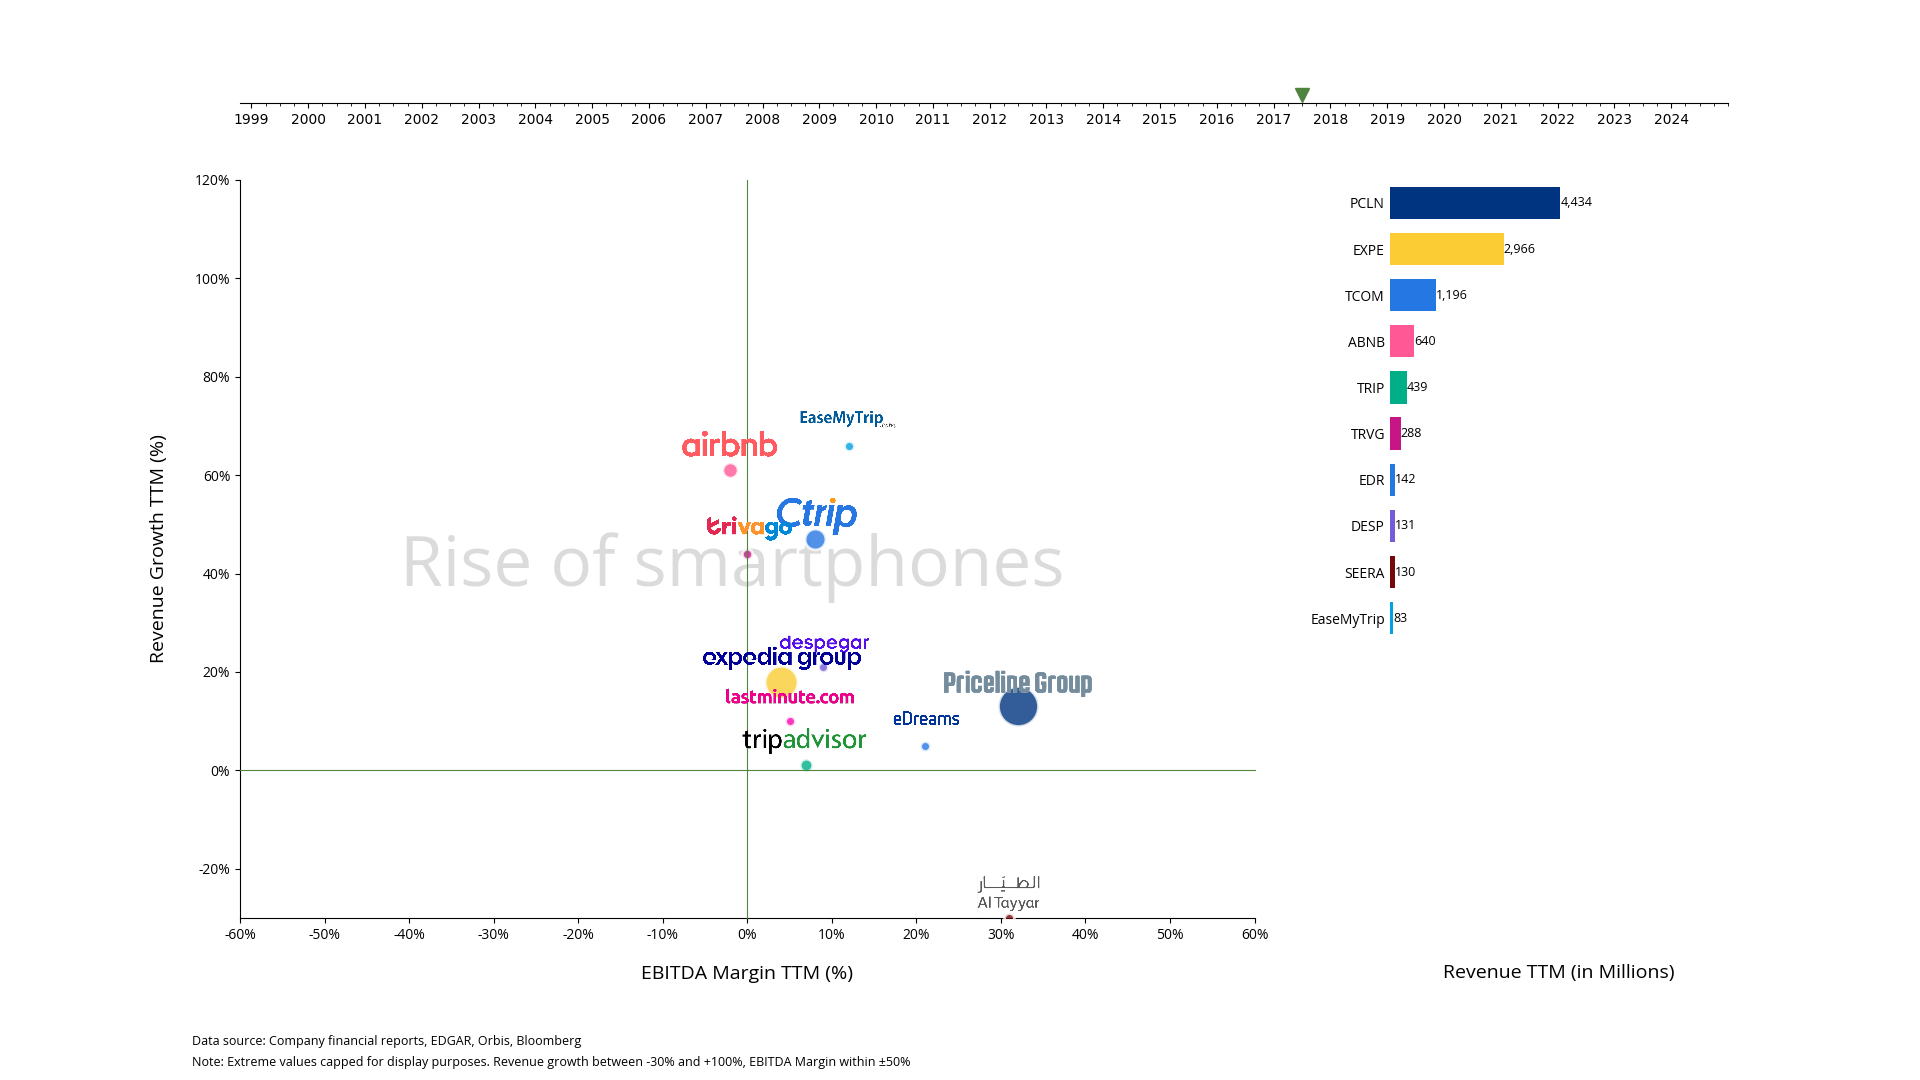 1999 2000 2001 2002 2003 2004 2005 2006 2007 2008 2009 2010 2011 2012 2013 2014 2015 2016 2017 2018 2019 2020 2021 2022 2023 2024
Revenue Growth TTM (%)
120%
100%
80%
60%
40%
20%
0%
-20%
Rise of smartphones
EaseMyTrip
airbnb
Ctrip
trivago
despegar
expedia group
Priceline Group
lastminute.com
eDreams
tripadvisor
الطيّار
Al Tayyar
-60% -50% -40% -30% -20% -10% 0% 10% 20% 30% 40% 50% 60%
EBITDA Margin TTM (%)
PCLN 4,434
EXPE 2,966
TCOM 1,196
ABNB 640
TRIP 439
TRVG 288
EDR 142
DESP 131
SEERA 130
EaseMyTrip 83
Revenue TTM (in Millions)
Data source: Company financial reports, EDGAR, Orbis, Bloomberg
Note: Extreme values capped for display purposes. Revenue growth between -30% and +100%, EBITDA Margin within ±50%